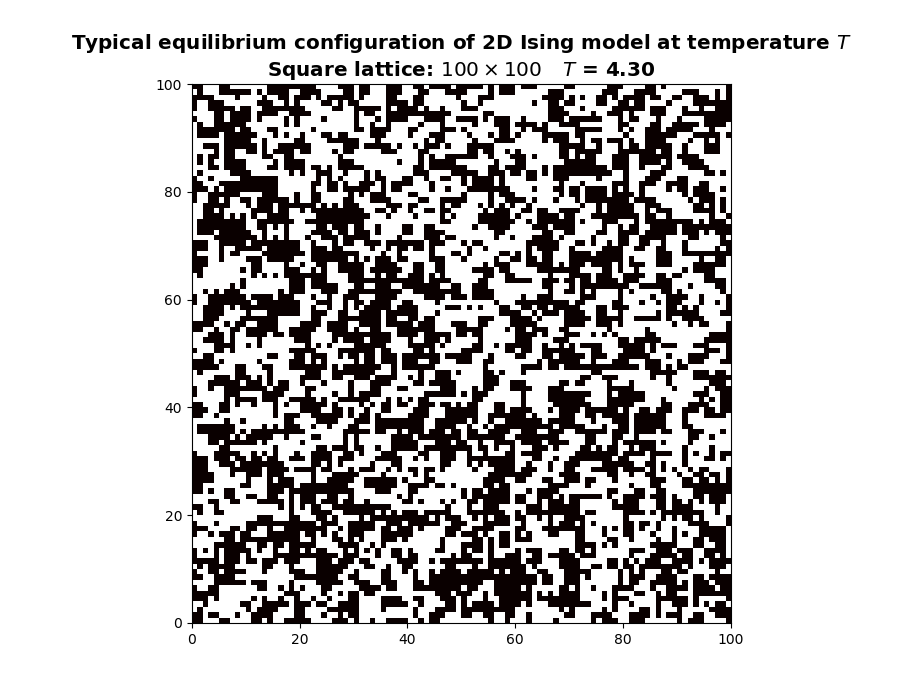 Typical equilibrium configuration of 2D Ising model at temperature T
Square lattice: 100 × 100 T = 4.30
100
80
60
40
20
0
0 20 40 60 80 100